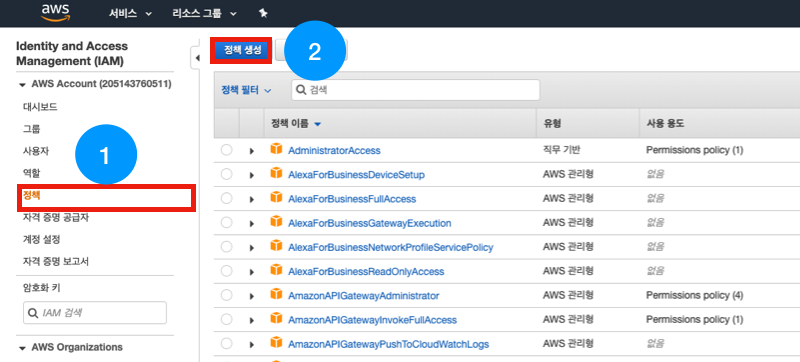 aws 서비스 리소스 그룹
Identity and Access
Management (IAM)
AWS Account (205143760511)
대시보드
그룹
사용자
역할
정책
자격 증명 공급자
계정 설정
자격 증명 보고서
암호화 키
IAM 검색
AWS Organizations
1
정책 생성
2
정책 필터 검색
정책 이름 유형 사용 용도
AdministratorAccess 직무 기반 Permissions policy (1)
AlexaForBusinessDeviceSetup AWS 관리형 없음
AlexaForBusinessFullAccess AWS 관리형 없음
AlexaForBusinessGatewayExecution AWS 관리형 없음
AlexaForBusinessNetworkProfileServicePolicy AWS 관리형 없음
AlexaForBusinessReadOnlyAccess AWS 관리형 없음
AmazonAPIGatewayAdministrator AWS 관리형 Permissions policy (4)
AmazonAPIGatewayInvokeFullAccess AWS 관리형 Permissions policy (1)
AmazonAPIGatewayPushToCloudWatchLogs AWS 관리형 없음